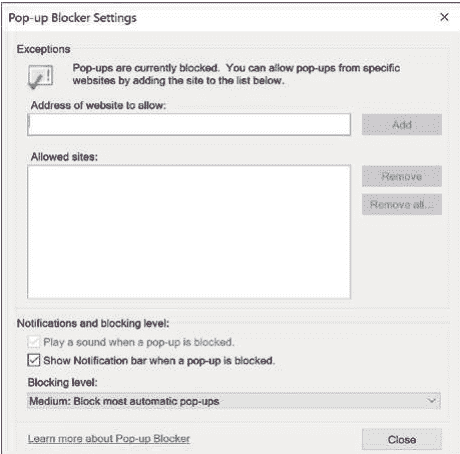 Pop-up Blocker Settings
Exceptions
Pop-ups are currently blocked. You can allow pop-ups from specific
websites by adding the site to the list below.
Address of website to allow:
Add
Allowed sites:
Remove
Remove all...
Notifications and blocking level:
Play a sound when a pop-up is blocked.
Show Notification bar when a pop-up is blocked.
Blocking level:
Medium: Block most automatic pop-ups
Learn more about Pop-up Blocker
Close